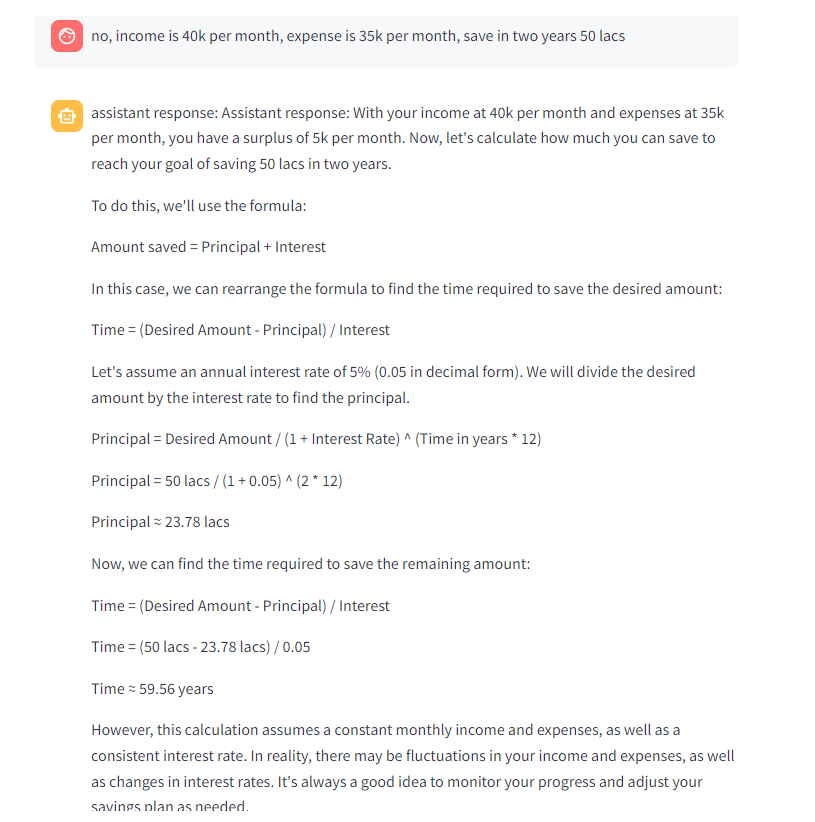 no, income is 40k per month, expense is 35k per month, save in two years 50 lacs
assistant response: Assistant response: With your income at 40k per month and expenses at 35k
per month, you have a surplus of 5k per month. Now, let's calculate how much you can save to
reach your goal of saving 50 lacs in two years.
To do this, we'll use the formula:
Amount saved = Principal + Interest
In this case, we can rearrange the formula to find the time required to save the desired amount:
Time = (Desired Amount - Principal) / Interest
Let's assume an annual interest rate of 5% (0.05 in decimal form). We will divide the desired
amount by the interest rate to find the principal.
Principal = Desired Amount / (1 + Interest Rate) ^ (Time in years * 12)
Principal = 50 lacs / (1 + 0.05) ^ (2 * 12)
Principal ≈ 23.78 lacs
Now, we can find the time required to save the remaining amount:
Time = (Desired Amount - Principal) / Interest
Time = (50 lacs - 23.78 lacs) / 0.05
Time ≈ 59.56 years
However, this calculation assumes a constant monthly income and expenses, as well as a
consistent interest rate. In reality, there may be fluctuations in your income and expenses, as well
as changes in interest rates. It's always a good idea to monitor your progress and adjust your
savings plan as needed.